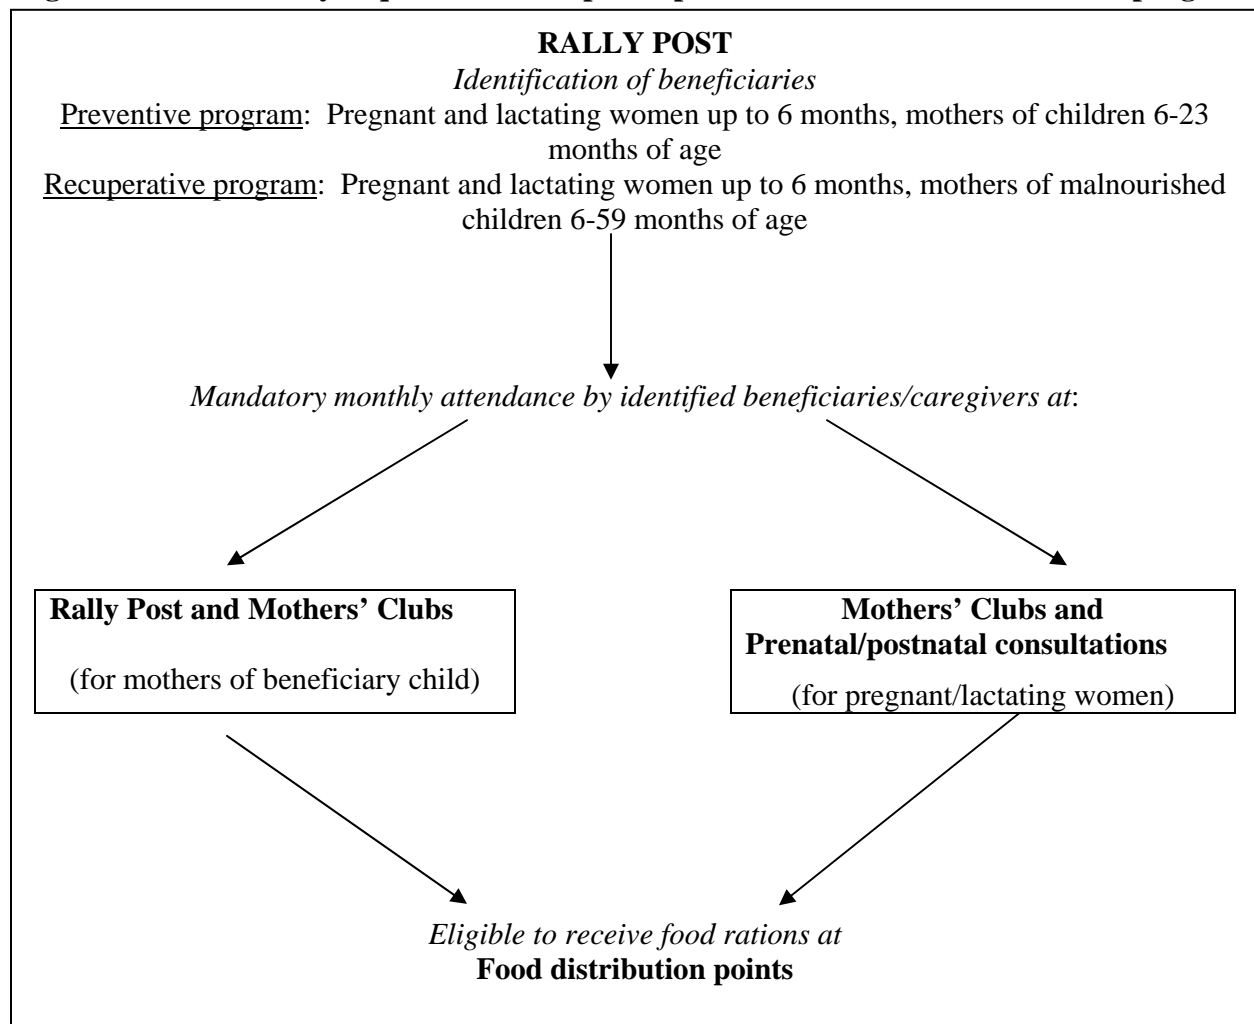 RALLY POST
Identification of beneficiaries
Preventive program: Pregnant and lactating women up to 6 months, mothers of children 6-23
months of age
Recuperative program: Pregnant and lactating women up to 6 months, mothers of malnourished
children 6-59 months of age
Mandatory monthly attendance by identified beneficiaries/caregivers at:
Rally Post and Mothers’ Clubs
(for mothers of beneficiary child)
Mothers’ Clubs and
Prenatal/postnatal consultations
(for pregnant/lactating women)
Eligible to receive food rations at
Food distribution points